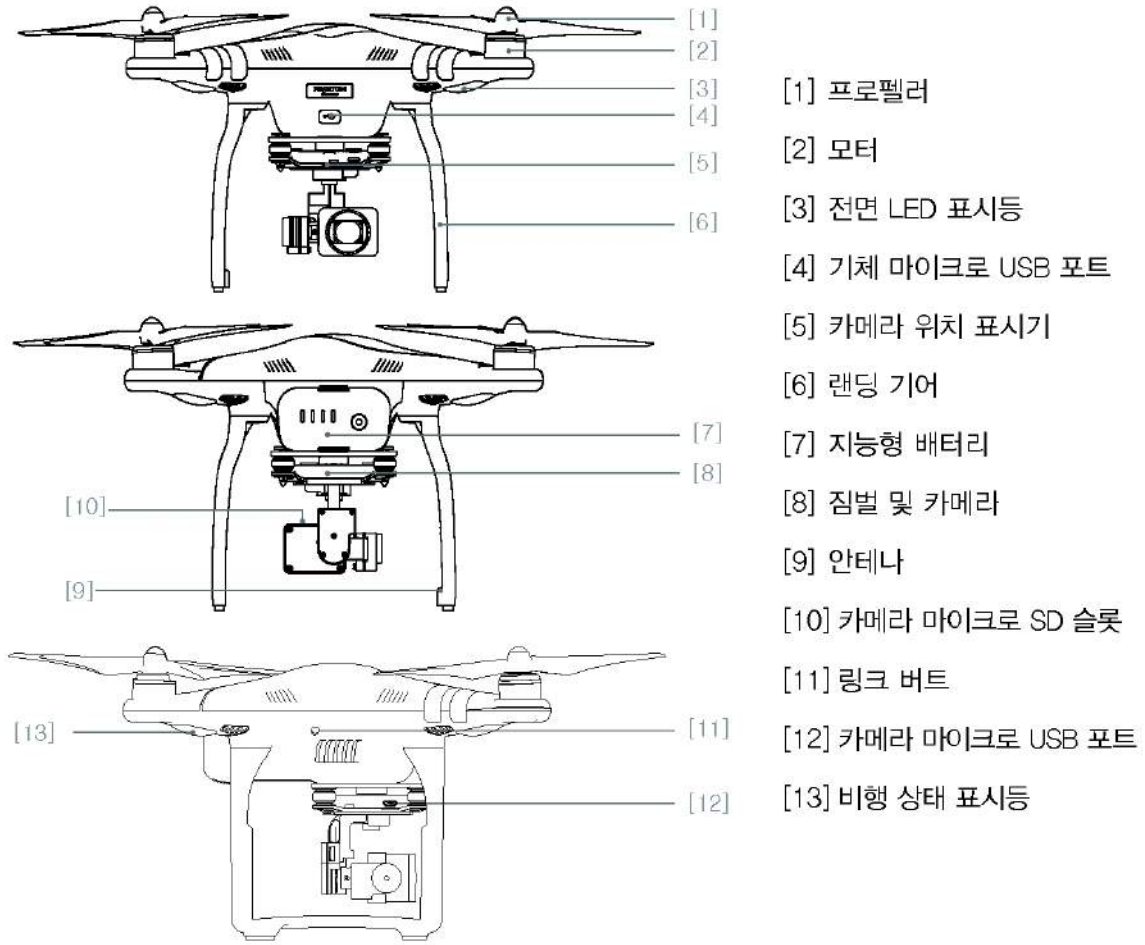 [1]
[2]
[3]
[4]
[5]
[6]
[7]
[8]
[10]
[9]
[13]
[11]
[12]
[1] 프로펠러
[2] 모터
[3] 전면 LED 표시등
[4] 기체 마이크로 USB 포트
[5] 카메라 위치 표시기
[6] 랜딩 기어
[7] 지능형 배터리
[8] 짐벌 및 카메라
[9] 안테나
[10] 카메라 마이크로 SD 슬롯
[11] 링크 버트
[12] 카메라 마이크로 USB 포트
[13] 비행 상태 표시등